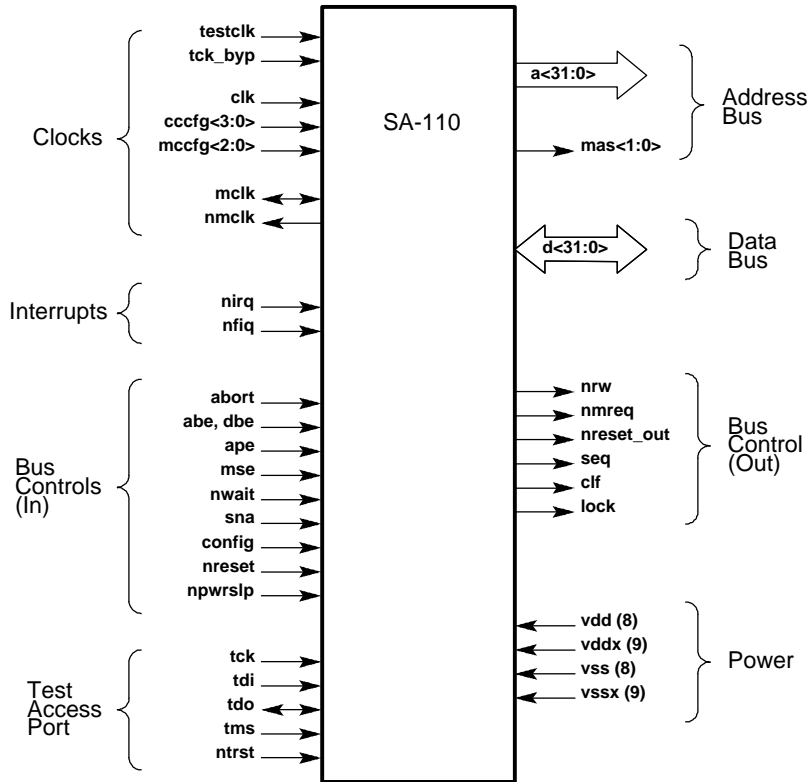 testclk
tck_byp
clk
cccfg<3:0>
mccfg<2:0>
mclk
nmclk
Clocks
nirq
nfiq
Interrupts
abort
abe, dbe
ape
mse
nwait
sna
config
nreset
npwrslp
Bus
Controls
(In)
tck
tdi
tdo
tms
ntrst
Test
Access
Port
SA-110
a<31:0>
mas<1:0>
Address
Bus
d<31:0>
Data
Bus
nrw
nmreq
nreset_out
seq
clf
lock
Bus
Control
(Out)
vdd (8)
vddx (9)
vss (8)
vssx (9)
Power